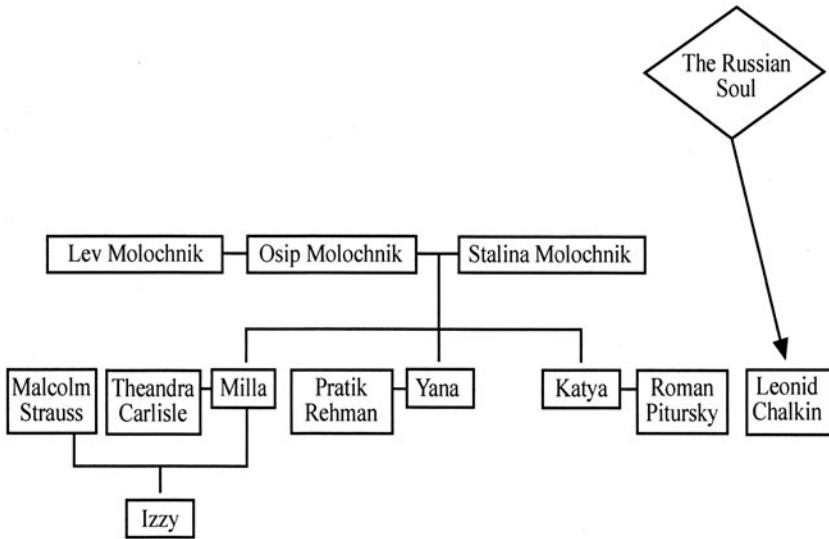 The Russian
Soul
Lev Molochnik
Osip Molochnik
Stalina Molochnik
Malcolm
Strauss
Theandra
Carlisle
Milla
Pratik
Rehman
Yana
Katya
Roman
Pitursky
Leonid
Chalkin
Izzy